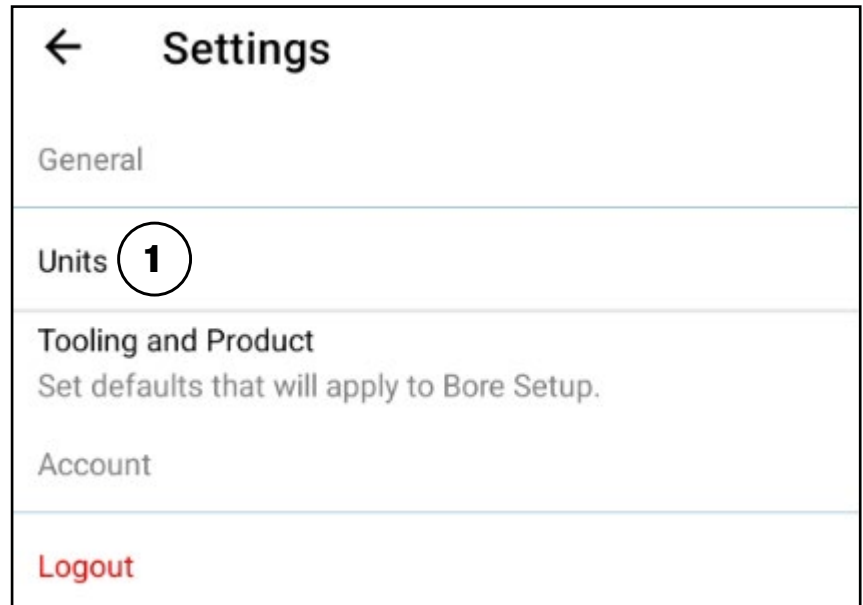 Settings
General
Units 1
Tooling and Product
Set defaults that will apply to Bore Setup.
Account
Logout